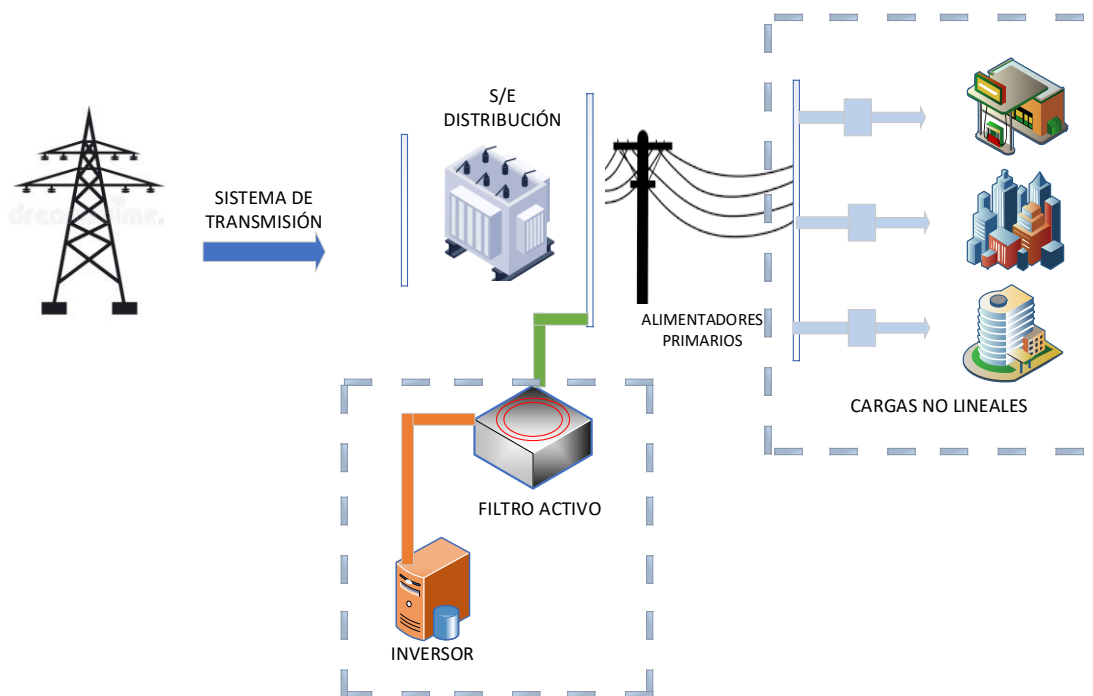 S/E
DISTRIBUCIÓN
SISTEMA DE
TRANSMISIÓN
ALIMENTADORES
PRIMARIOS
CARGAS NO LINEALES
FILTRO ACTIVO
INVERSOR